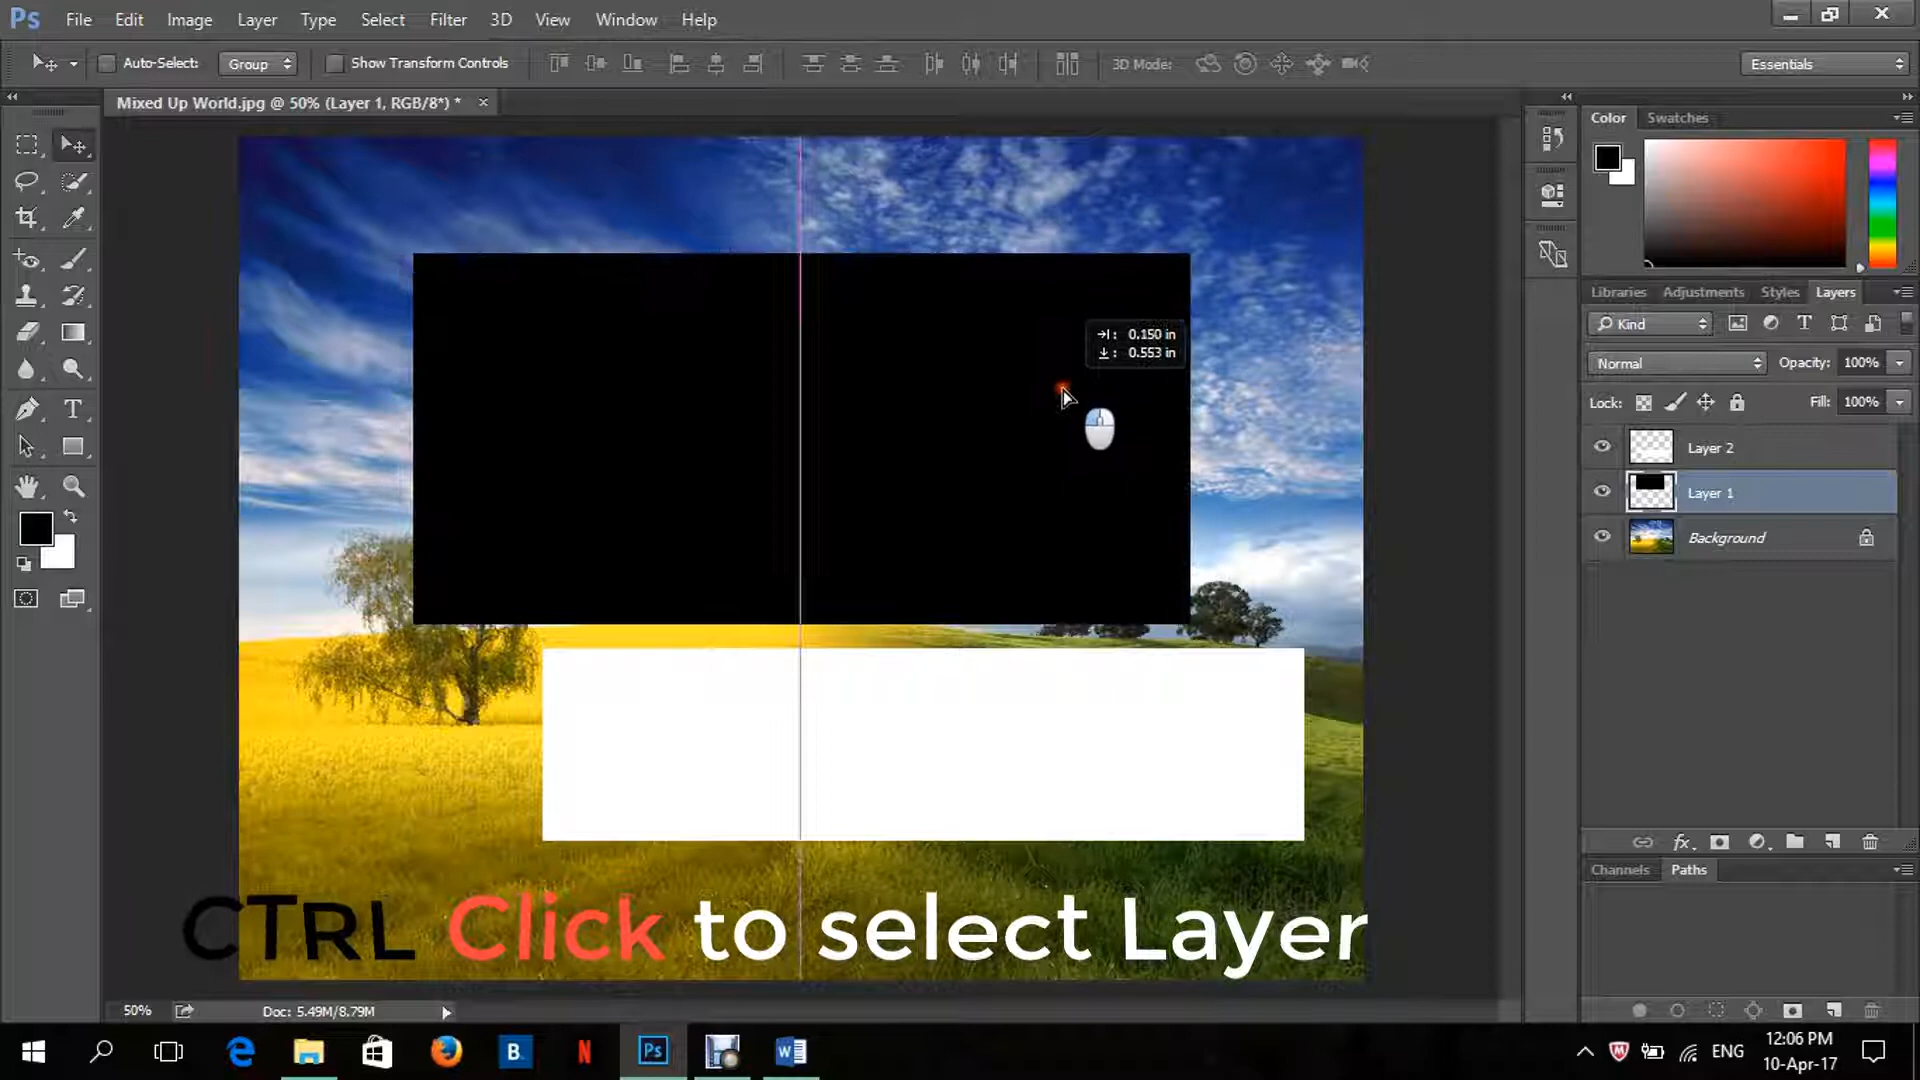 Ps File Edit Image Layer Type Select Filter 3D View Window Help
Auto-Select: Group Show Transform Controls 3D Mode: Essentials
Mixed Up World.jpg @ 50% (Layer 1, RGB/8*) * ×
Color Swatches
Libraries Adjustments Styles Layers
Kind
→|: 0.150 in
↓: 0.553 in
Normal Opacity: 100%
Lock: Fill: 100%
Layer 2
Layer 1
Background
CTRL Click to select Layer
Channels Paths
50% Doc: 5.49M/8.79M
B. N Ps W ENG
12:06 PM
10-Apr-17